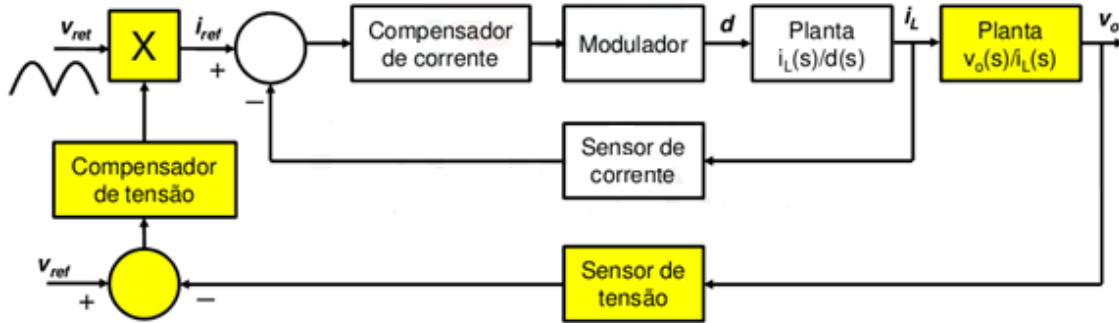 v_ret
X
i_ref
+
−
Compensador
de corrente
Modulador
d
Planta
i_L(s)/d(s)
i_L
Planta
v_o(s)/i_L(s)
v_o
Sensor de
corrente
Compensador
de tensão
v_ref
+
−
Sensor de
tensão